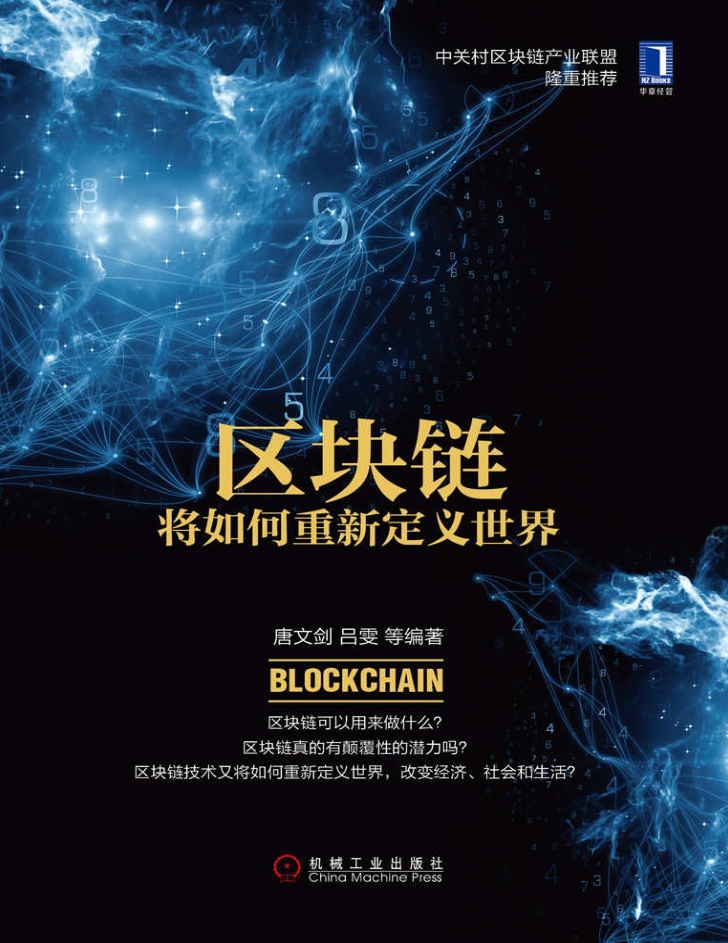 中关村区块链产业联盟
隆重推荐
HZ BOOKS
华章经管
区块链
将如何重新定义世界
唐文剑 吕雯 等编著
BLOCKCHAIN
区块链可以用来做什么?
区块链真的有颠覆性的潜力吗?
区块链技术又将如何重新定义世界，改变经济、社会和生活?
机械工业出版社
China Machine Press